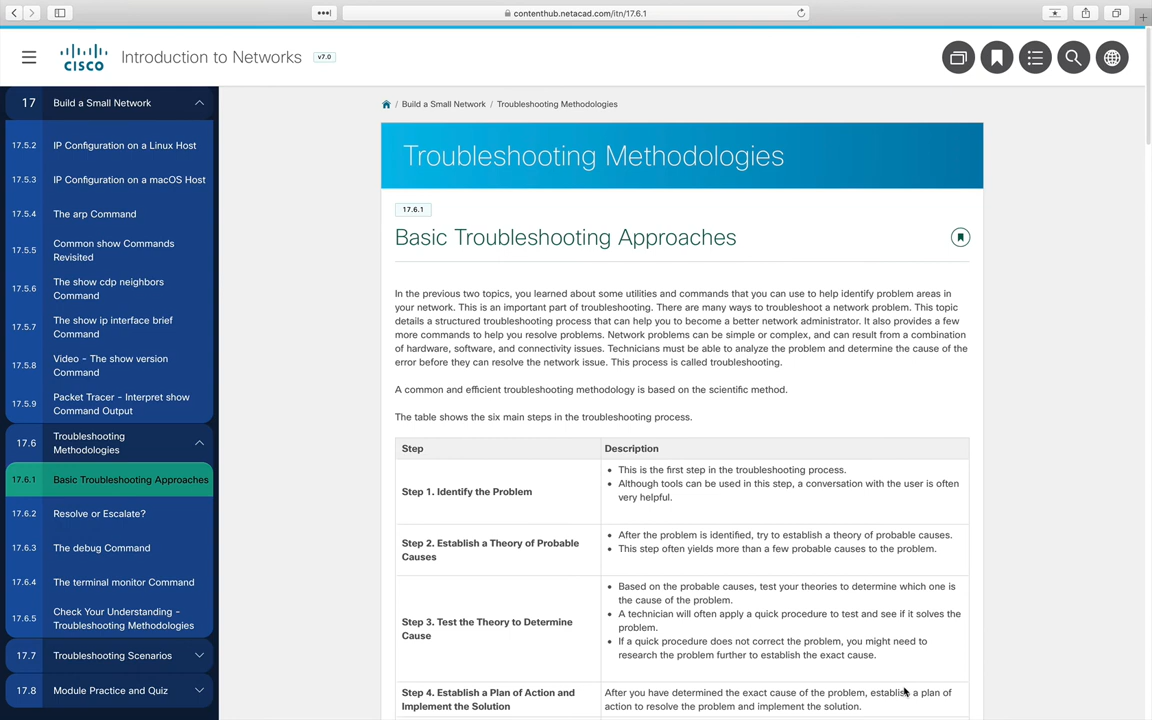 contenthub.netacad.com/itn/17.6.1
CISCO
Introduction to Networks
v7.0
17 Build a Small Network
17.5.2 IP Configuration on a Linux Host
17.5.3 IP Configuration on a macOS Host
17.5.4 The arp Command
17.5.5 Common show Commands
Revisited
17.5.6 The show cdp neighbors
Command
17.5.7 The show ip interface brief
Command
17.5.8 Video - The show version
Command
17.5.9 Packet Tracer - Interpret show
Command Output
17.6 Troubleshooting
Methodologies
17.6.1 Basic Troubleshooting Approaches
17.6.2 Resolve or Escalate?
17.6.3 The debug Command
17.6.4 The terminal monitor Command
17.6.5 Check Your Understanding -
Troubleshooting Methodologies
17.7 Troubleshooting Scenarios
17.8 Module Practice and Quiz
/ Build a Small Network / Troubleshooting Methodologies
Troubleshooting Methodologies
17.6.1
Basic Troubleshooting Approaches
In the previous two topics, you learned about some utilities and commands that you can use to help identify problem areas in
your network. This is an important part of troubleshooting. There are many ways to troubleshoot a network problem. This topic
details a structured troubleshooting process that can help you to become a better network administrator. It also provides a few
more commands to help you resolve problems. Network problems can be simple or complex, and can result from a combination
of hardware, software, and connectivity issues. Technicians must be able to analyze the problem and determine the cause of the
error before they can resolve the network issue. This process is called troubleshooting.
A common and efficient troubleshooting methodology is based on the scientific method.
The table shows the six main steps in the troubleshooting process.
Step Description
Step 1. Identify the Problem
• This is the first step in the troubleshooting process.
• Although tools can be used in this step, a conversation with the user is often
very helpful.
Step 2. Establish a Theory of Probable
Causes
• After the problem is identified, try to establish a theory of probable causes.
• This step often yields more than a few probable causes to the problem.
Step 3. Test the Theory to Determine
Cause
• Based on the probable causes, test your theories to determine which one is
the cause of the problem.
• A technician will often apply a quick procedure to test and see if it solves the
problem.
• If a quick procedure does not correct the problem, you might need to
research the problem further to establish the exact cause.
Step 4. Establish a Plan of Action and
Implement the Solution
After you have determined the exact cause of the problem, establish a plan of
action to resolve the problem and implement the solution.